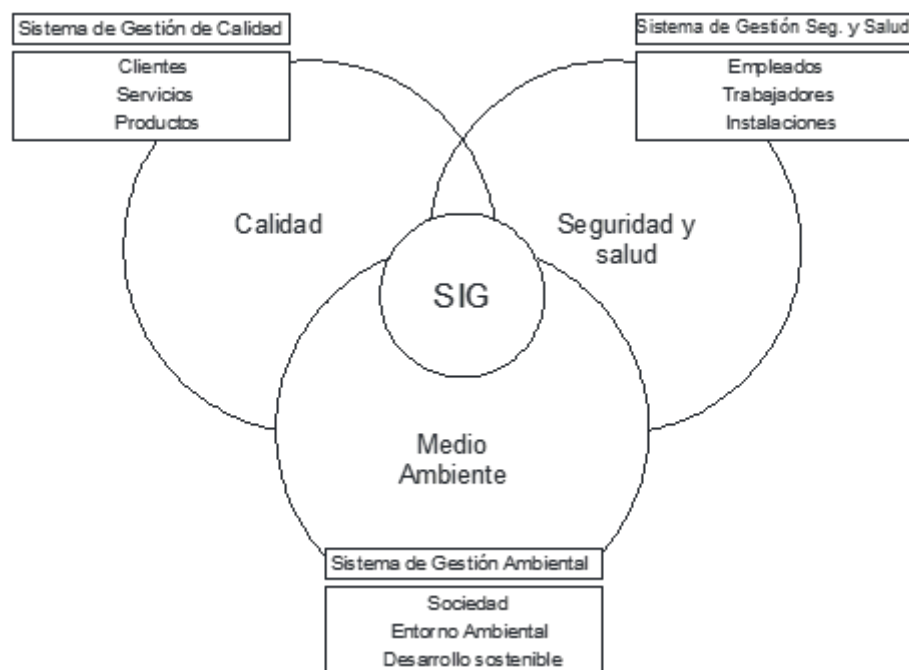 Sistema de Gestión de Calidad
Clientes
Servicios
Productos
Sistema de Gestión Seg. y Salud
Empleados
Trabajadores
Instalaciones
Calidad
Seguridad y
salud
SIG
Medio
Ambiente
Sistema de Gestión Ambiental
Sociedad
Entorno Ambiental
Desarrollo sostenible